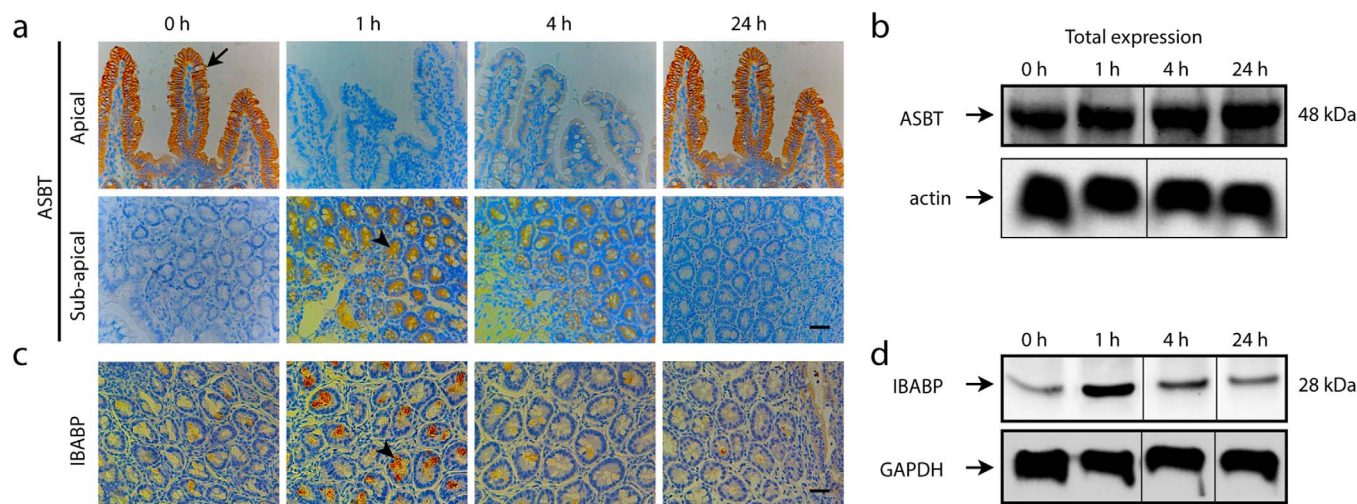 a
0 h 1 h 4 h 24 h
ASBT
Apical
Sub-apical
b
Total expression
0 h 1 h 4 h 24 h
ASBT
48 kDa
actin
c
IBABP
d
0 h 1 h 4 h 24 h
IBABP
28 kDa
GAPDH